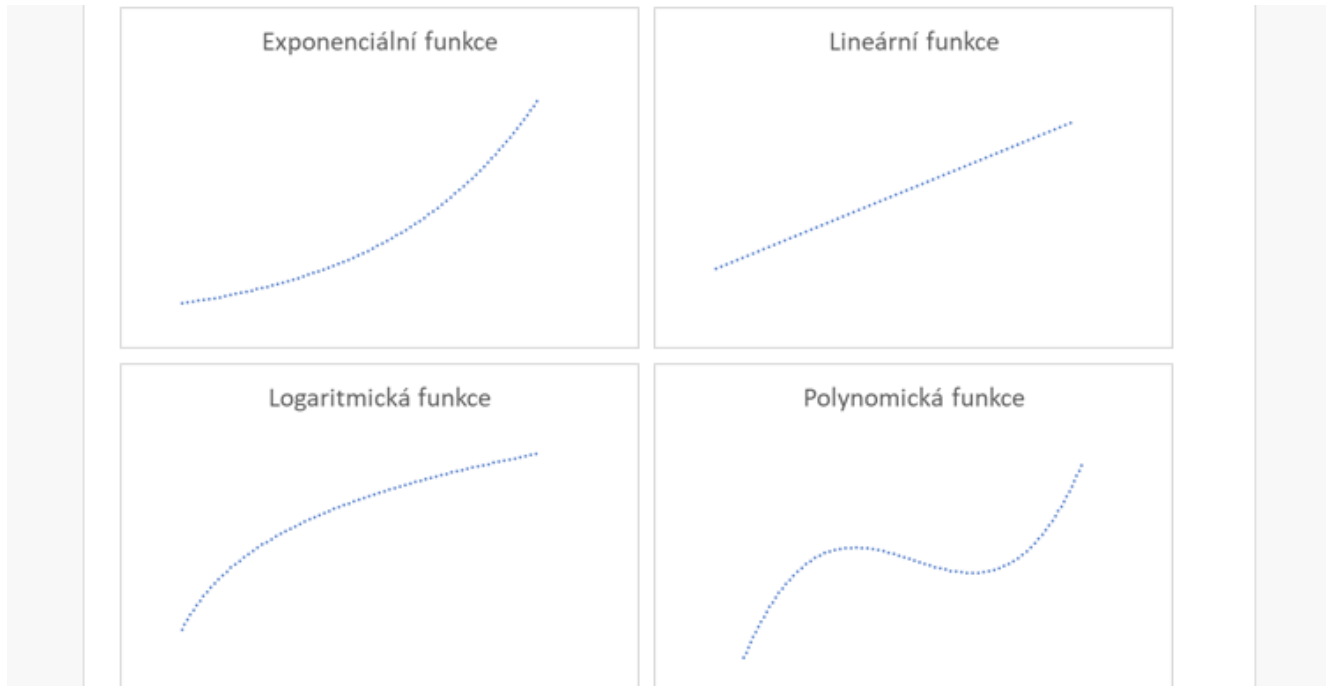 Exponenciální funkce
Lineární funkce
Logaritmická funkce
Polynomická funkce